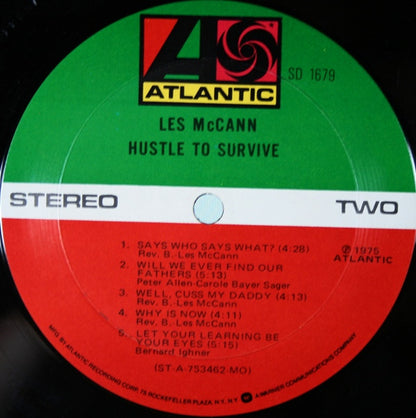 SD 1679
ATLANTIC
LES McCANN
HUSTLE TO SURVIVE
STEREO
TWO
1. SAYS WHO SAYS WHAT? (4:28)
Rev. B. Les McCann
2. WILL WE EVER FIND OUR
FATHERS (5:13)
Peter Allen-Carole Bayer Sager
3. WELL, CUSS MY DADDY (4:13)
Rev. B. Les McCann
4. WHY IS NOW (4:11)
Rev. B. Les McCann
5. LET YOUR LEARNING BE
YOUR EYES (5:15)
Bernard Ighner
(ST-A-753462-MO)
℗ 1975
ATLANTIC
MFG. BY ATLANTIC RECORDING CORP. 75 ROCKEFELLER PLAZA, N.Y., N.Y. A WARNER COMMUNICATIONS COMPANY